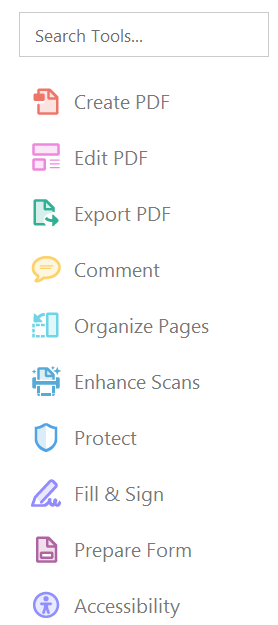 Search Tools...
Create PDF
Edit PDF
Export PDF
Comment
Organize Pages
Enhance Scans
Protect
Fill & Sign
Prepare Form
Accessibility